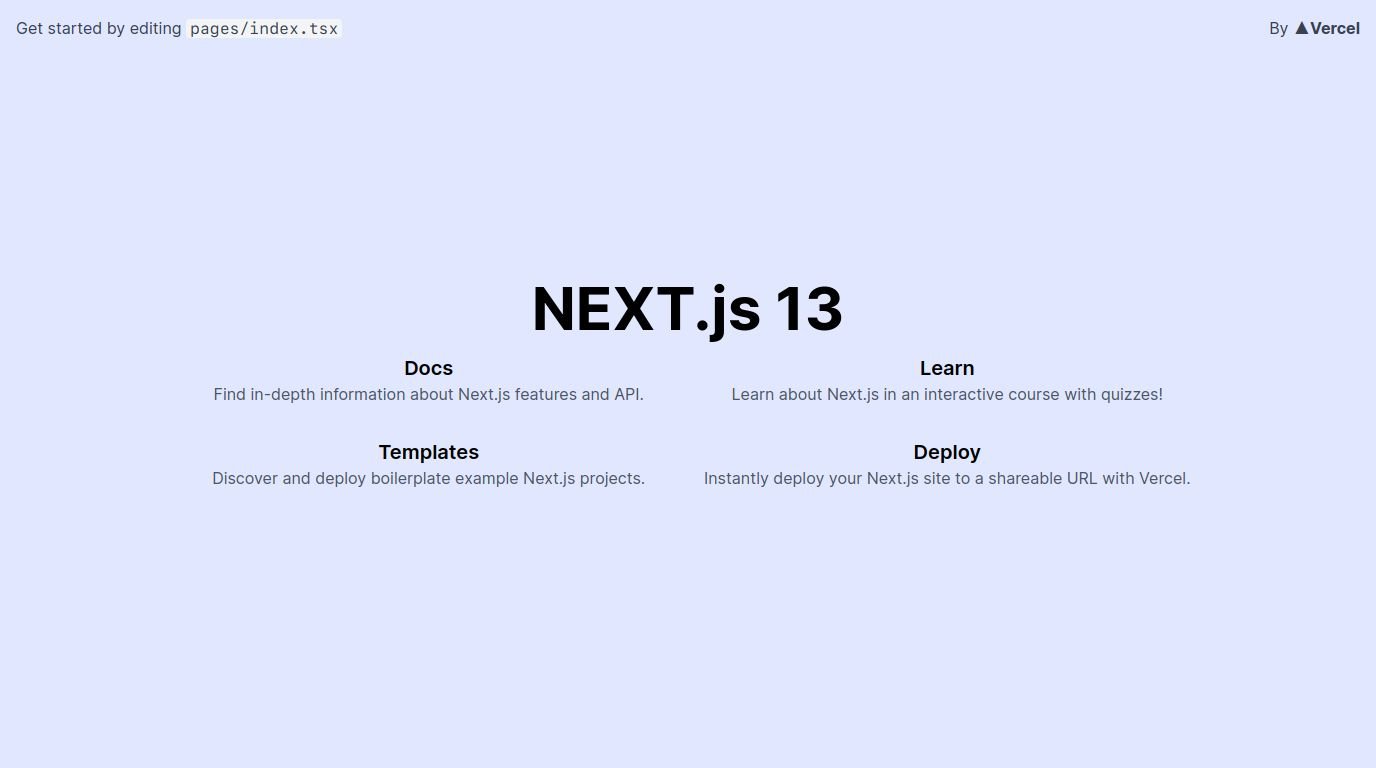 Get started by editing pages/index.tsx
By ▲Vercel
NEXT.js 13
Docs
Find in-depth information about Next.js features and API.
Learn
Learn about Next.js in an interactive course with quizzes!
Templates
Discover and deploy boilerplate example Next.js projects.
Deploy
Instantly deploy your Next.js site to a shareable URL with Vercel.